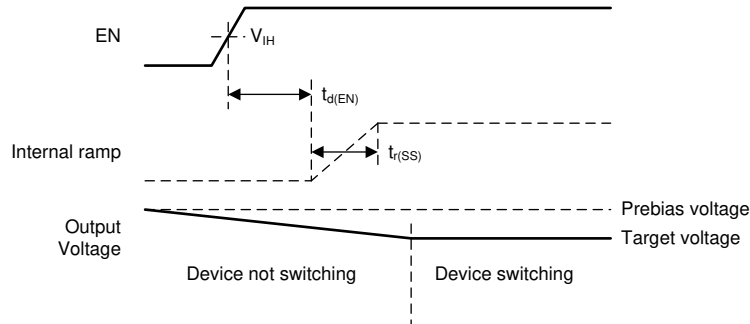 EN
V_IH
t_d(EN)
Internal ramp
t_r(SS)
Prebias voltage
Output
Voltage
Target voltage
Device not switching
Device switching